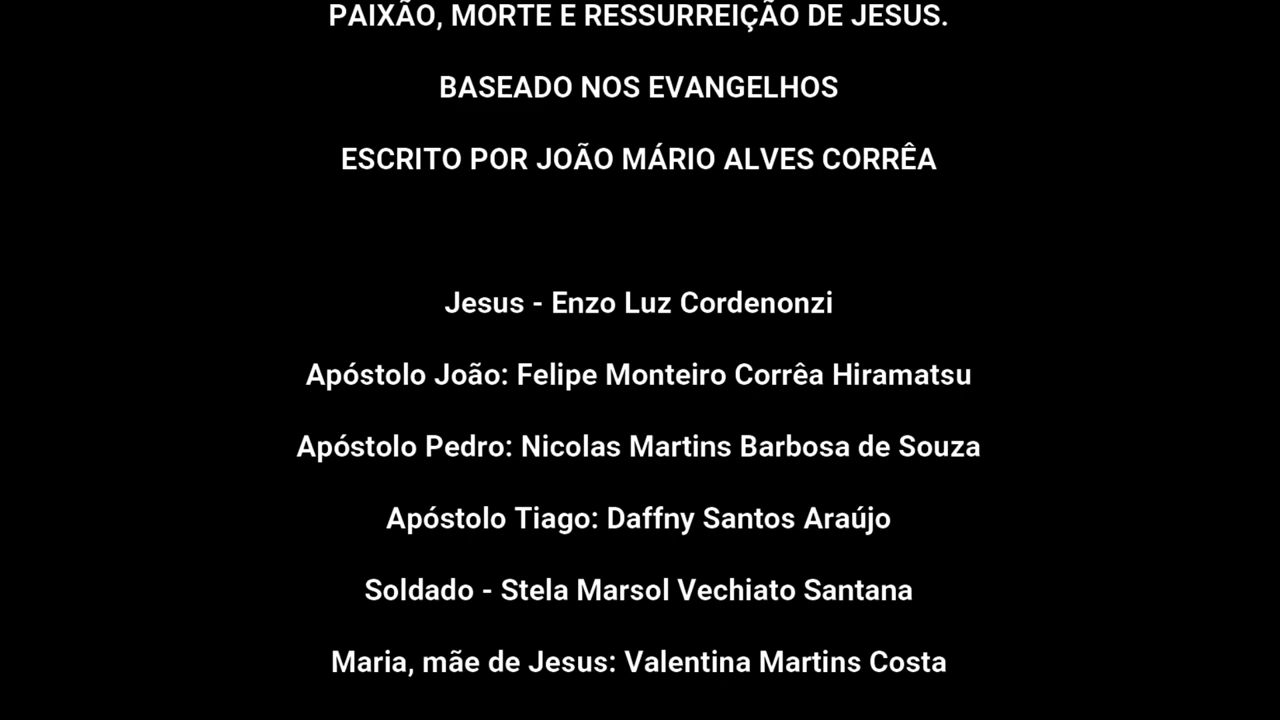 PAIXÃO, MORTE E RESSURREIÇÃO DE JESUS.
BASEADO NOS EVANGELHOS
ESCRITO POR JOÃO MÁRIO ALVES CORRÊA
Jesus - Enzo Luz Cordenonzi
Apóstolo João: Felipe Monteiro Corrêa Hiramatsu
Apóstolo Pedro: Nicolas Martins Barbosa de Souza
Apóstolo Tiago: Daffny Santos Araújo
Soldado - Stela Marsol Vechiato Santana
Maria, mãe de Jesus: Valentina Martins Costa